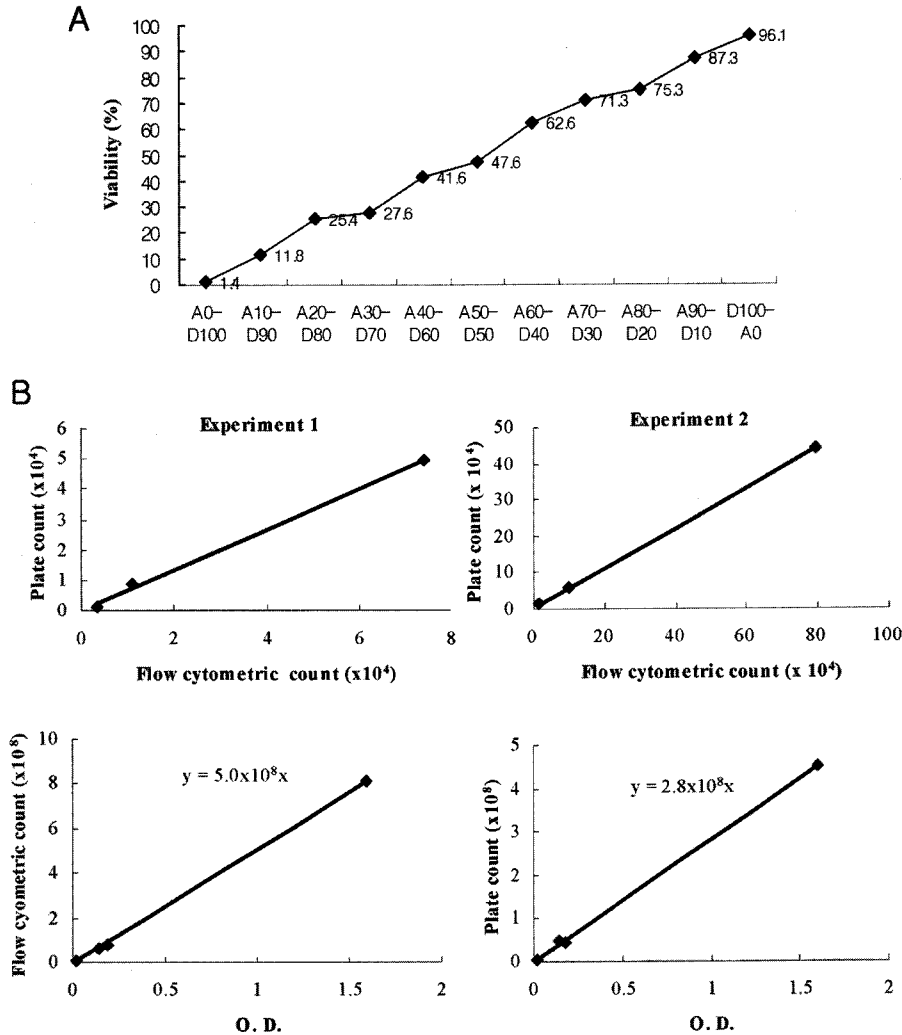 A
Viability (%)
100
90
80
70
60
50
40
30
20
10
0
1.4
11.8
25.4
27.6
41.6
47.6
62.6
71.3
75.3
87.3
96.1
A0– A10– A20– A30– A40– A50– A60– A70– A80– A90– D100–
D100 D90 D80 D70 D60 D50 D40 D30 D20 D10 A0
B
Experiment 1
Plate count (x10⁴)
6
5
4
3
2
1
0
0 2 4 6 8
Flow cytometric count (x10⁴)
Experiment 2
Plate count (x 10⁴)
50
40
30
20
10
0
0 20 40 60 80 100
Flow cytometric count (x 10⁴)
Flow cyometric count (x10⁸)
10
8
6
4
2
0
y = 5.0x10⁸x
0 0.5 1 1.5 2
O. D.
Plate count (x10⁸)
5
4
3
2
1
0
y = 2.8x10⁸x
0 0.5 1 1.5 2
O. D.